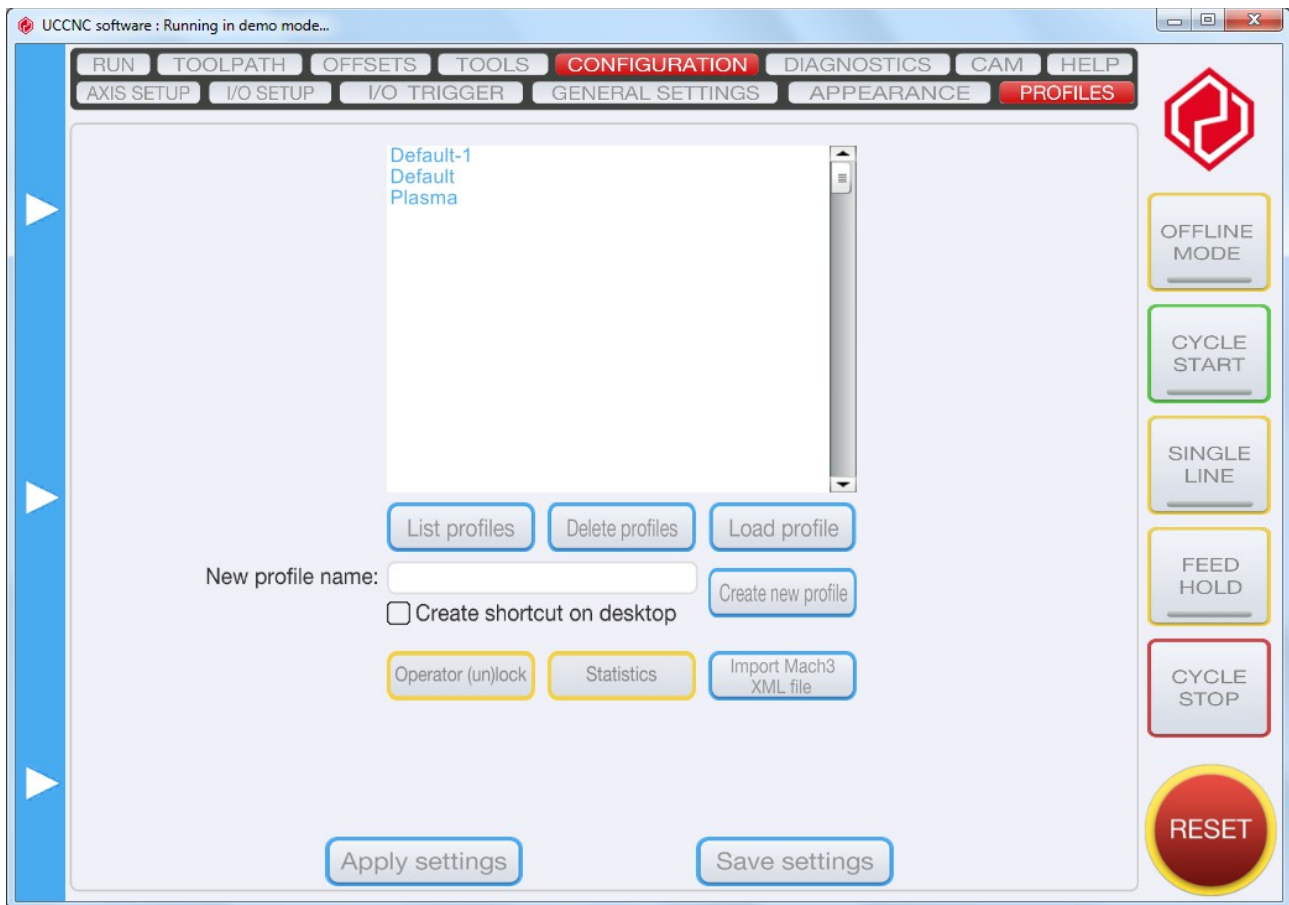 UCCNC software : Running in demo mode...
RUN TOOLPATH OFFSETS TOOLS CONFIGURATION DIAGNOSTICS CAM HELP
AXIS SETUP I/O SETUP I/O TRIGGER GENERAL SETTINGS APPEARANCE PROFILES
Default-1
Default
Plasma
List profiles Delete profiles Load profile
New profile name:
Create new profile
Create shortcut on desktop
Operator (un)lock Statistics Import Mach3
XML file
Apply settings Save settings
OFFLINE
MODE
CYCLE
START
SINGLE
LINE
FEED
HOLD
CYCLE
STOP
RESET